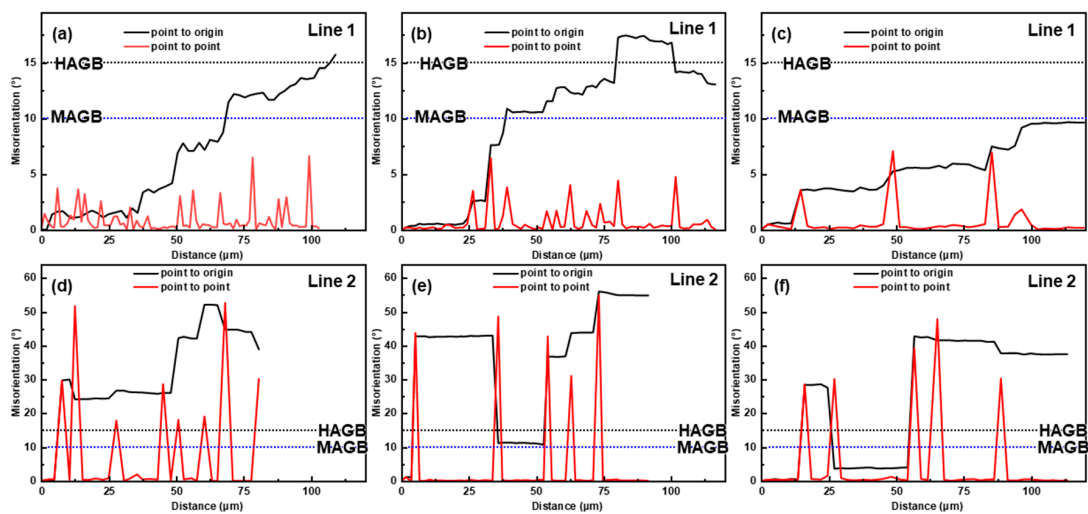 (a)
point to origin
point to point
Line 1
HAGB
MAGB
Misorientation (°)
0
5
10
15
0
25
50
75
100
Distance (µm)
(b)
point to origin
point to point
Line 1
HAGB
MAGB
Misorientation (°)
0
5
10
15
0
25
50
75
100
Distance (µm)
(c)
point to origin
point to point
Line 1
HAGB
MAGB
Misorientation (°)
0
5
10
15
0
25
50
75
100
Distance (µm)
(d)
point to origin
point to point
Line 2
HAGB
MAGB
Misorientation (°)
0
10
20
30
40
50
60
0
25
50
75
100
Distance (µm)
(e)
point to origin
point to point
Line 2
HAGB
MAGB
Misorientation (°)
0
10
20
30
40
50
60
0
25
50
75
100
Distance (µm)
(f)
point to origin
point to point
Line 2
HAGB
MAGB
Misorientation (°)
0
10
20
30
40
50
60
0
25
50
75
100
Distance (µm)